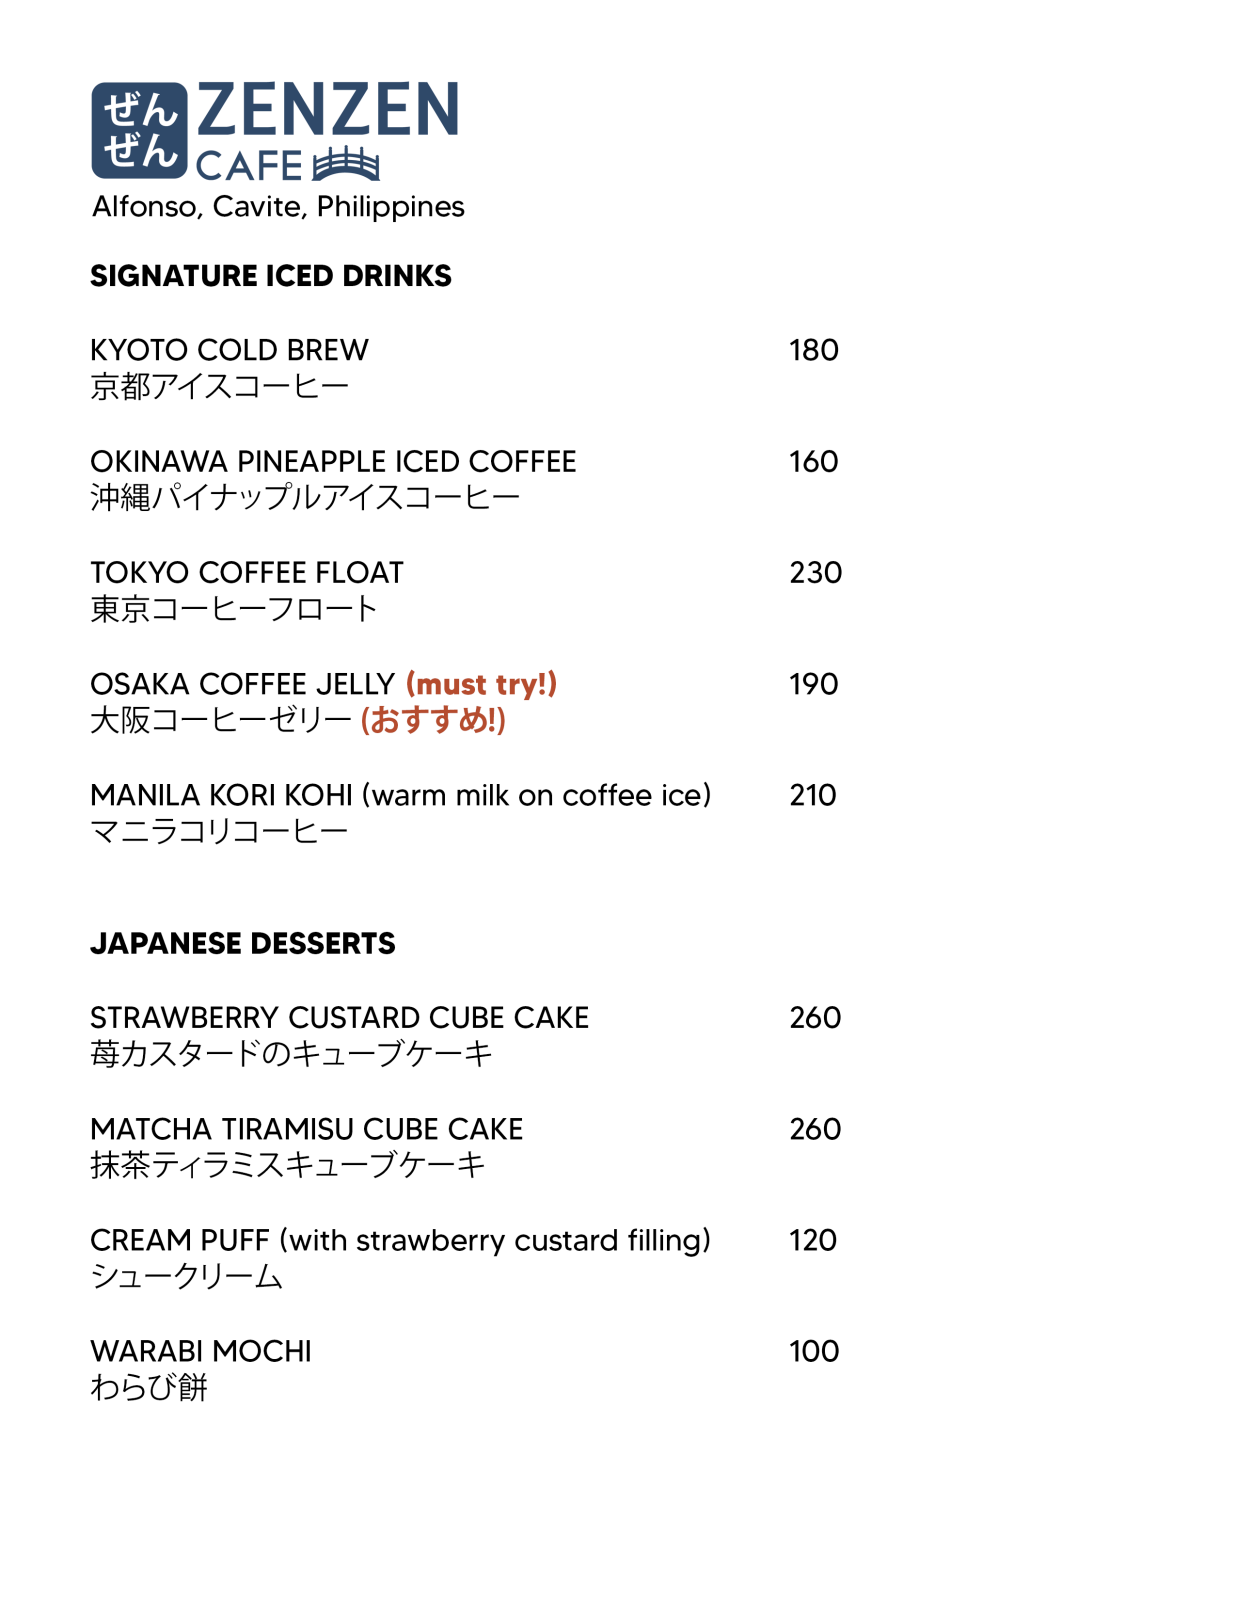 ぜん
ぜん
ZENZEN
CAFE
Alfonso, Cavite, Philippines
SIGNATURE ICED DRINKS
KYOTO COLD BREW 180
京都アイスコーヒー
OKINAWA PINEAPPLE ICED COFFEE 160
沖縄パイナップルアイスコーヒー
TOKYO COFFEE FLOAT 230
東京コーヒーフロート
OSAKA COFFEE JELLY (must try!) 190
大阪コーヒーゼリー (おすすめ!)
MANILA KORI KOHI (warm milk on coffee ice) 210
マニラコリコーヒー
JAPANESE DESSERTS
STRAWBERRY CUSTARD CUBE CAKE 260
苺カスタードのキューブケーキ
MATCHA TIRAMISU CUBE CAKE 260
抹茶ティラミスキューブケーキ
CREAM PUFF (with strawberry custard filling) 120
シュークリーム
WARABI MOCHI 100
わらび餅